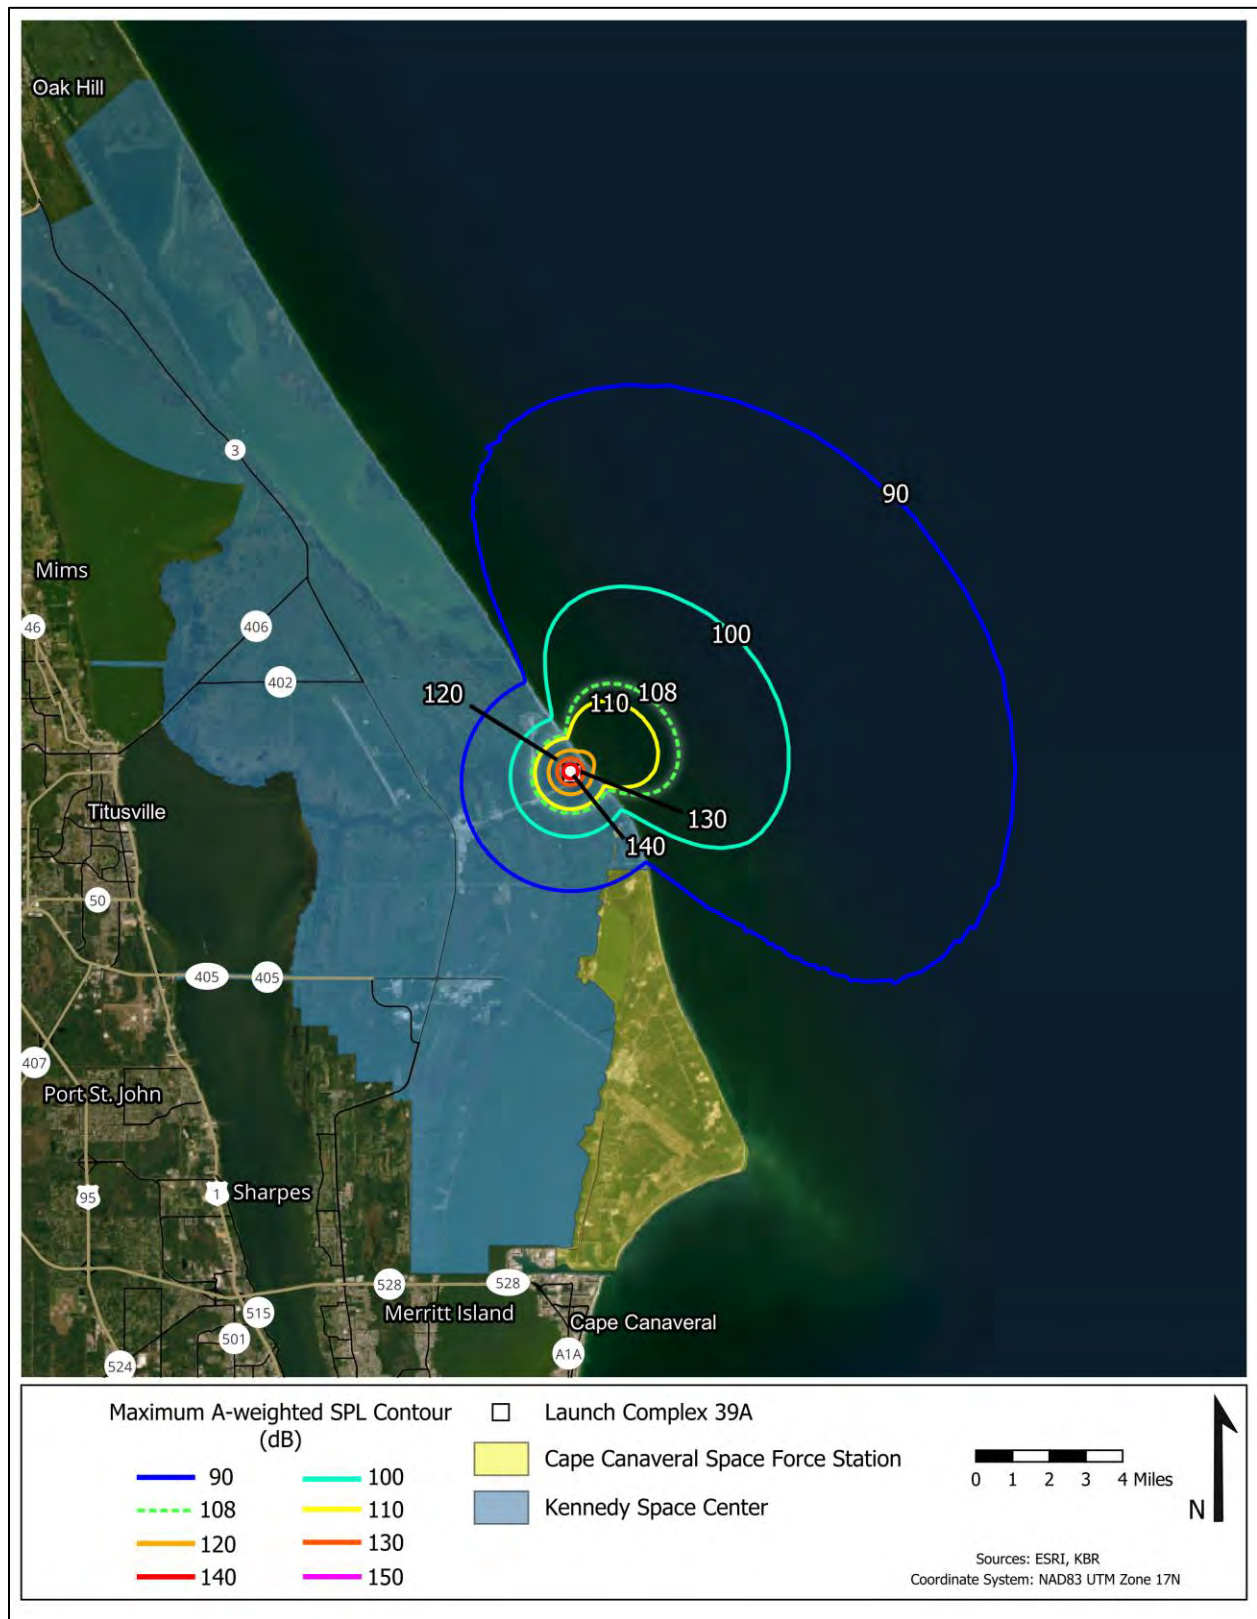 Oak Hill
3
90
Mims
46
406
100
402
120
108
110
Titusville
130
140
50
405
405
407
Port St. John
95
1
Sharpes
528
528
515
Merritt Island
Cape Canaveral
501
A1A
524
Maximum A-weighted SPL Contour
(dB)
90
100
108
110
120
130
140
150
Launch Complex 39A
Cape Canaveral Space Force Station
Kennedy Space Center
0 1 2 3 4 Miles
N
Sources: ESRI, KBR
Coordinate System: NAD83 UTM Zone 17N